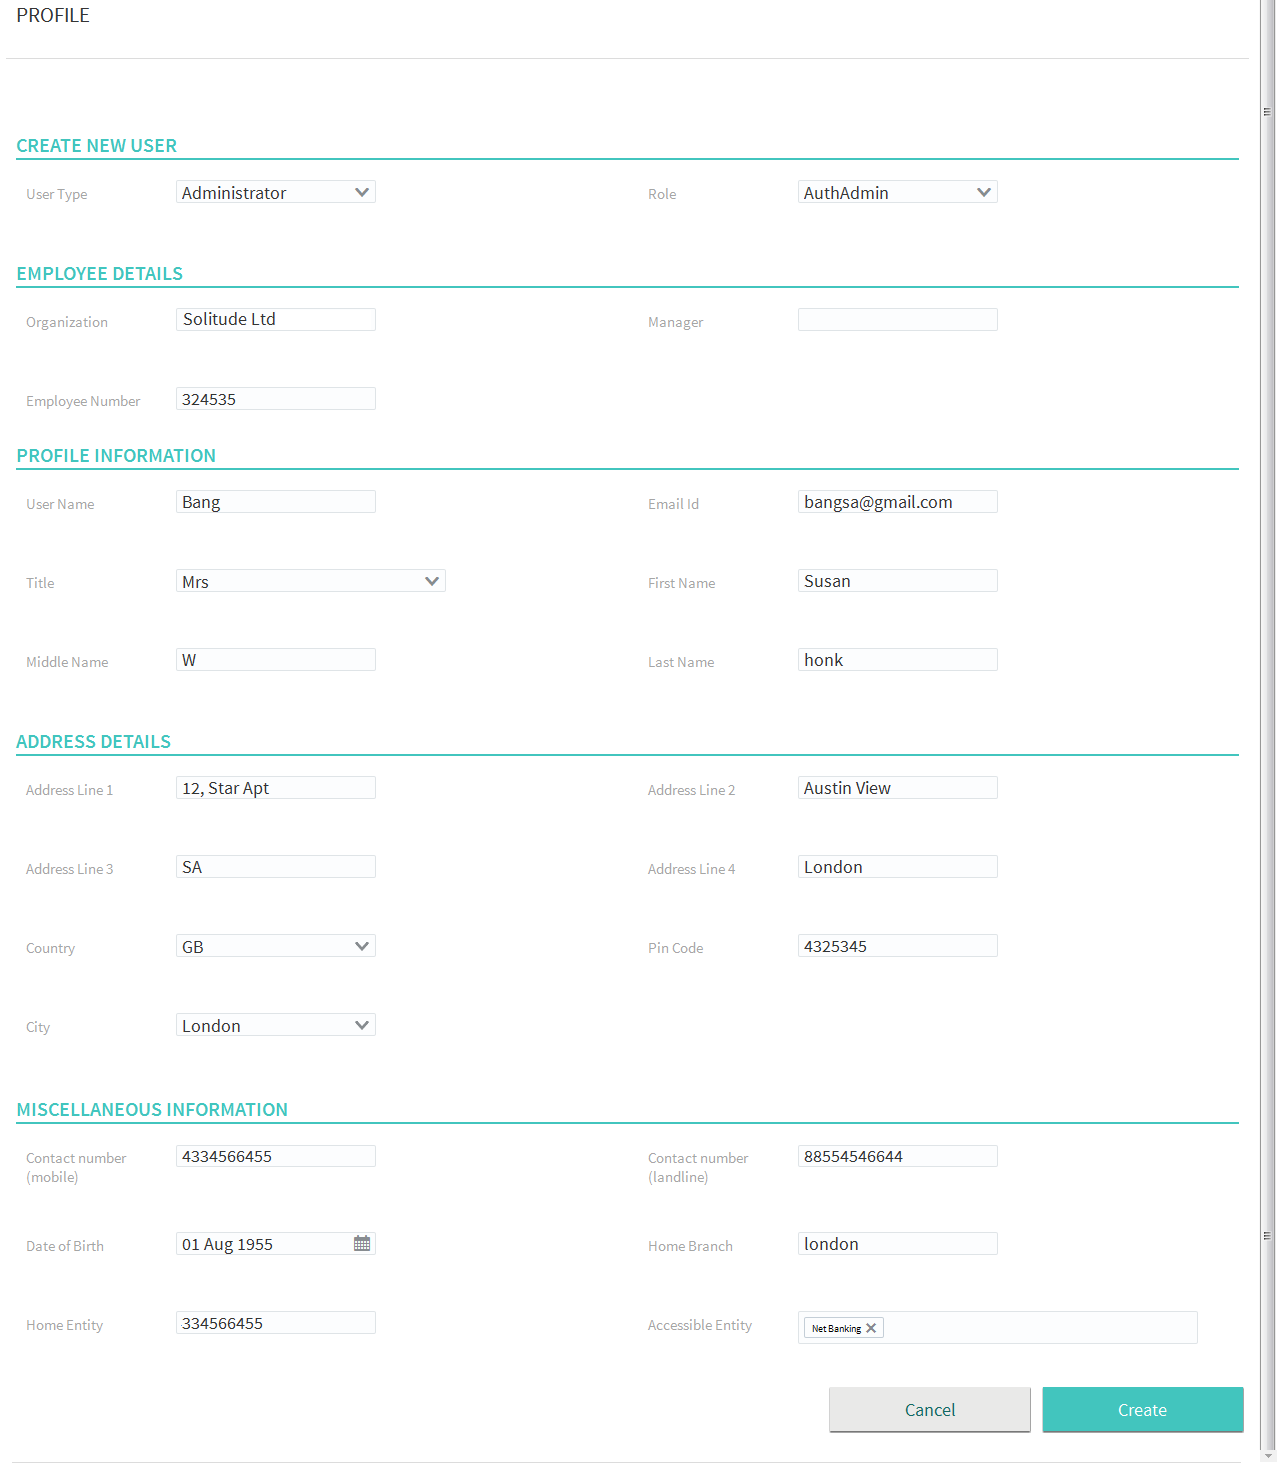 PROFILE
CREATE NEW USER
User Type Administrator Role AuthAdmin
EMPLOYEE DETAILS
Organization Solitude Ltd Manager
Employee Number 324535
PROFILE INFORMATION
User Name Bang Email Id bangsa@gmail.com
Title Mrs First Name Susan
Middle Name W Last Name honk
ADDRESS DETAILS
Address Line 1 12, Star Apt Address Line 2 Austin View
Address Line 3 SA Address Line 4 London
Country GB Pin Code 4325345
City London
MISCELLANEOUS INFORMATION
Contact number 4334566455 Contact number 88554546644
(mobile) (landline)
Date of Birth 01 Aug 1955 Home Branch london
Home Entity 334566455 Accessible Entity Net Banking
Cancel Create